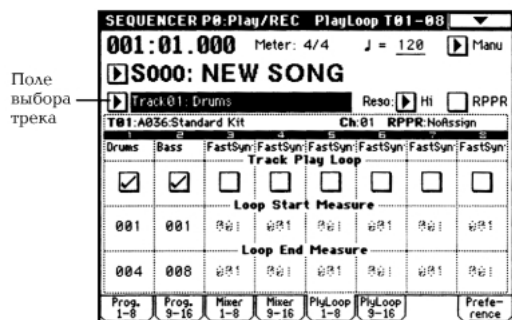 SEQUENCER P0:Play/REC PlayLoop T01-08
001:01.000 Meter: 4/4 ♩ = 120 Manu
S000: NEW SONG
Поле
выбора
трека
Track01: Drums Reso: Hi RPPR
T01:A036:Standard Kit Ch:01 RPPR:NoAssign
1 2 3 4 5 6 7 8
Drums Bass FastSyn FastSyn FastSyn FastSyn FastSyn FastSyn
Track Play Loop
Loop Start Measure
001 001 001 001 001 001 001 001
Loop End Measure
004 008 001 001 001 001 001 001
Prog. 1-8 Prog. 9-16 Mixer 1-8 Mixer 9-16 PlyLoop 1-8 PlyLoop 9-16 Prefe-rence